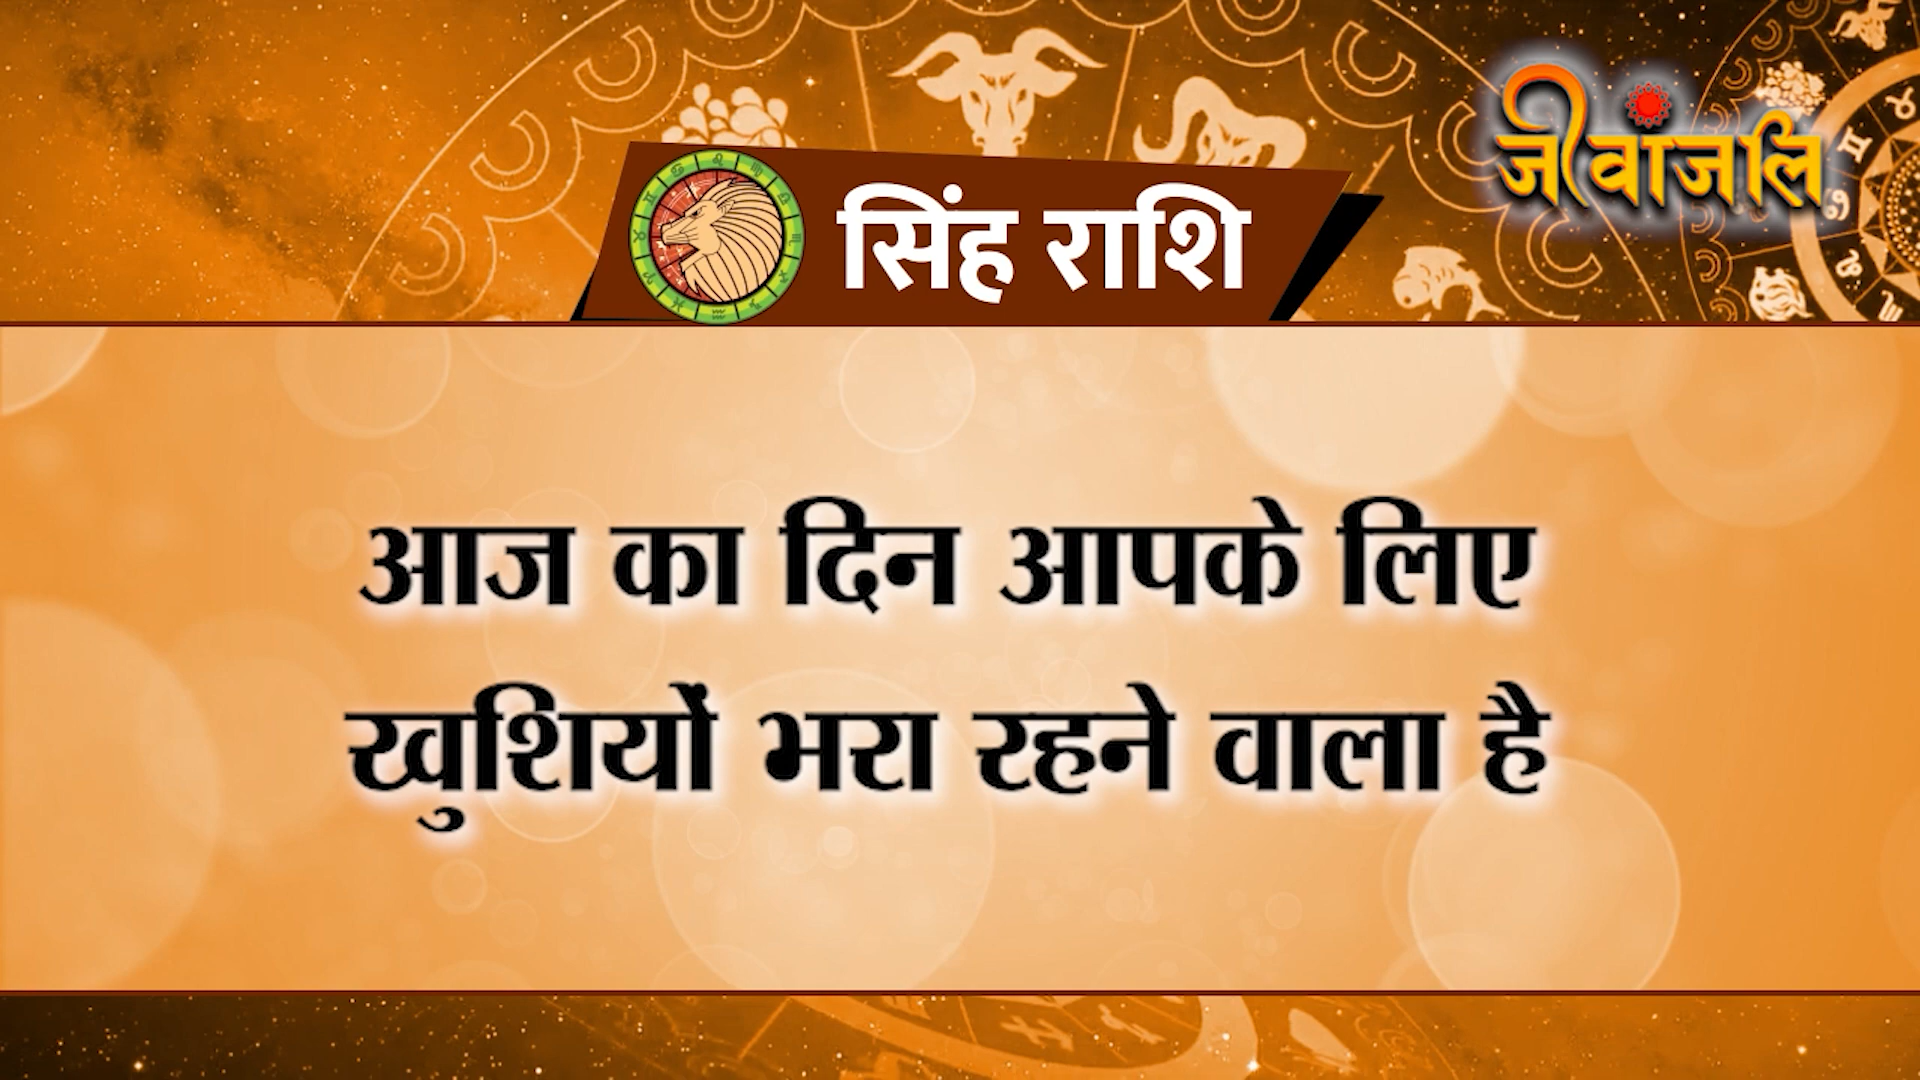 जीवांजलि
सिंह राशि
आज का दिन आपके लिए
खुशियों भरा रहने वाला है